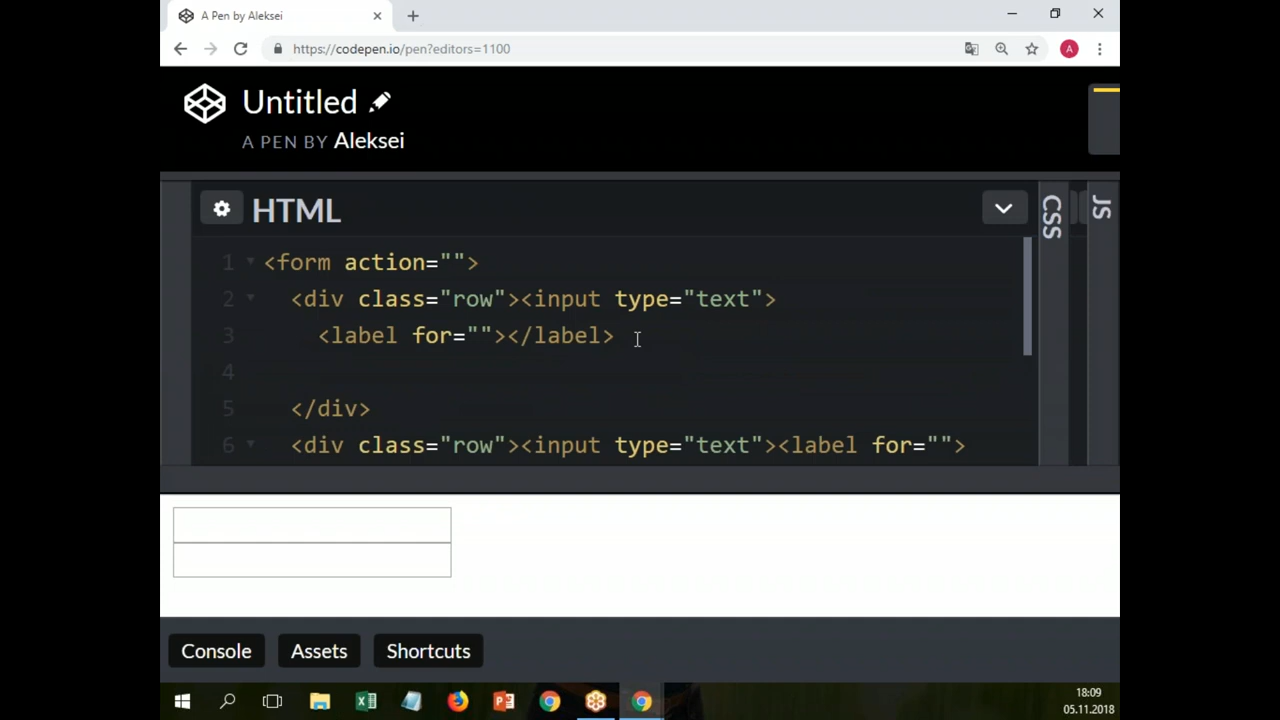 A Pen by Aleksei
https://codepen.io/pen?editors=1100
A
Untitled
A PEN BY Aleksei
HTML
CSS
JS
1 <form action="">
2 <div class="row"><input type="text">
3 <label for=""></label>
4
5 </div>
6 <div class="row"><input type="text"><label for="">
Console
Assets
Shortcuts
18:09
05.11.2018